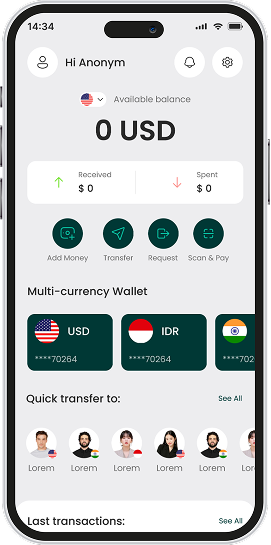 14:34
Hi Anonym
Available balance
0 USD
Received
$ 0
Spent
$ 0
Add Money
Transfer
Request
Scan & Pay
Multi-currency Wallet
USD
****70264
IDR
****70264
****70264
Quick transfer to:
See All
Lorem
Lorem
Lorem
Lorem
Lorem
Lorem
Last transactions:
See All